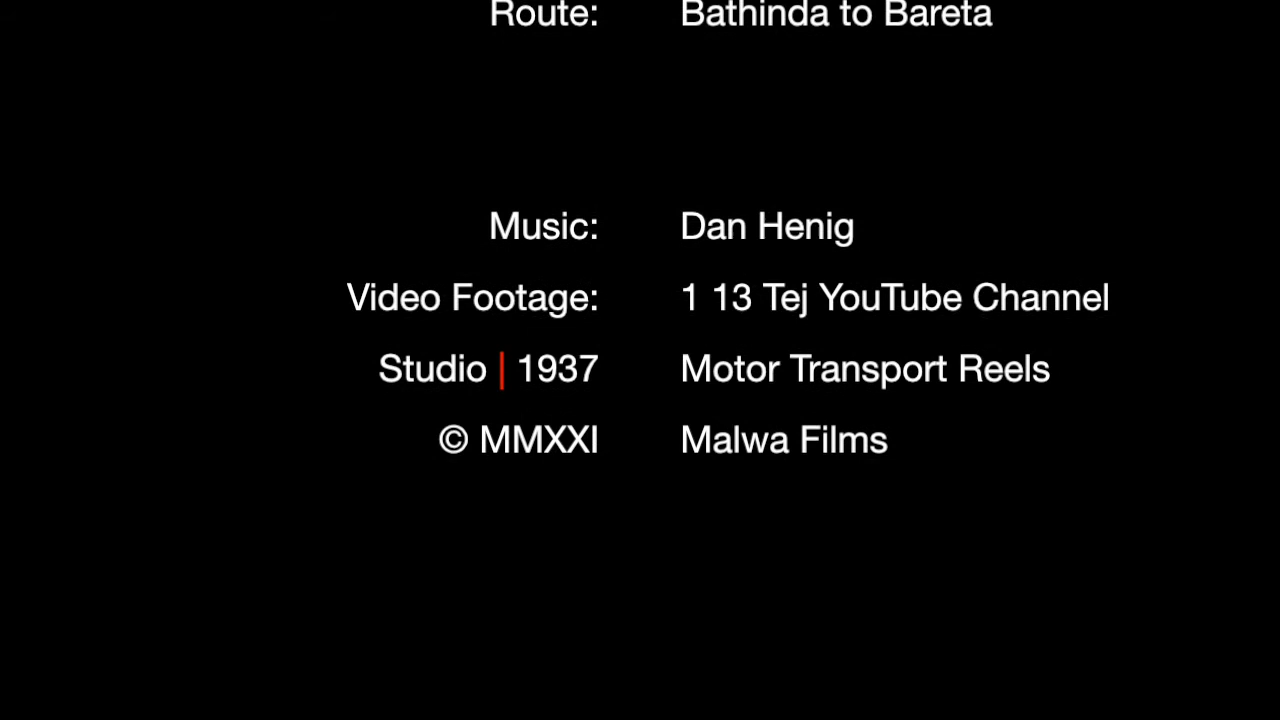 Route: Bathinda to Bareta
Music: Dan Henig
Video Footage: 1 13 Tej YouTube Channel
Studio | 1937 Motor Transport Reels
© MMXXI Malwa Films